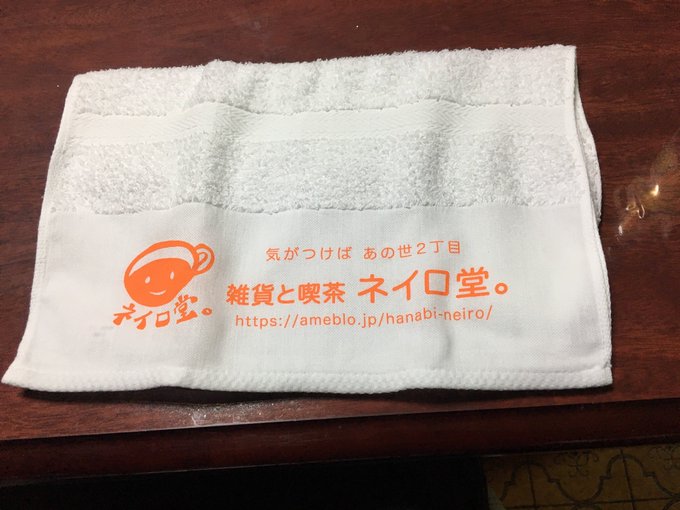 気がつけば あの世2丁目
雑貨と喫茶 ネイロ堂。
https://ameblo.jp/hanabi-neiro/
ネイロ堂。